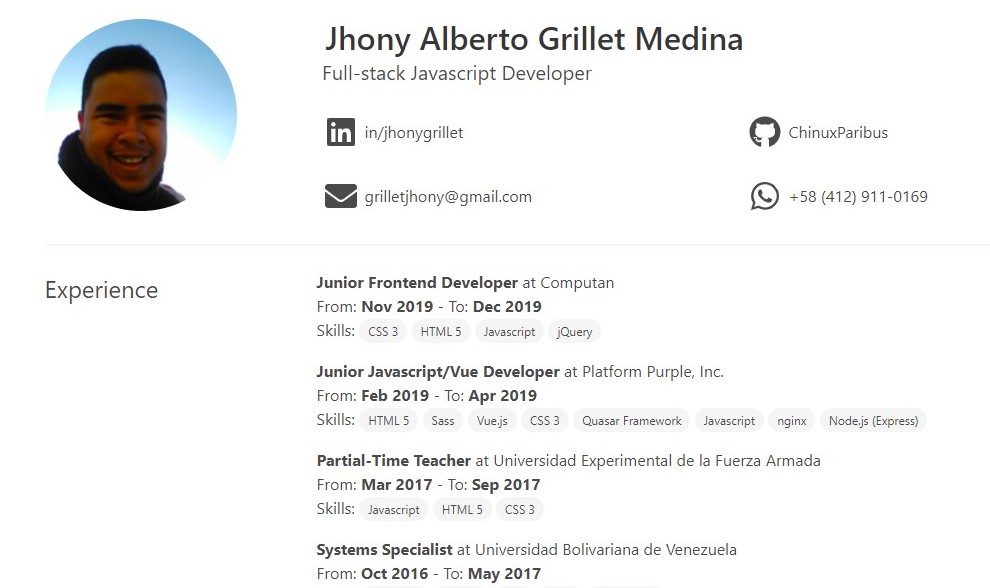 Jhony Alberto Grillet Medina
Full-stack Javascript Developer
in/jhonygrillet
ChinuxParibus
grilletjhony@gmail.com
+58 (412) 911-0169
Experience
Junior Frontend Developer at Computan
From: Nov 2019 - To: Dec 2019
Skills: CSS 3 HTML 5 Javascript jQuery
Junior Javascript/Vue Developer at Platform Purple, Inc.
From: Feb 2019 - To: Apr 2019
Skills: HTML 5 Sass Vue.js CSS 3 Quasar Framework Javascript nginx Node.js (Express)
Partial-Time Teacher at Universidad Experimental de la Fuerza Armada
From: Mar 2017 - To: Sep 2017
Skills: Javascript HTML 5 CSS 3
Systems Specialist at Universidad Bolivariana de Venezuela
From: Oct 2016 - To: May 2017